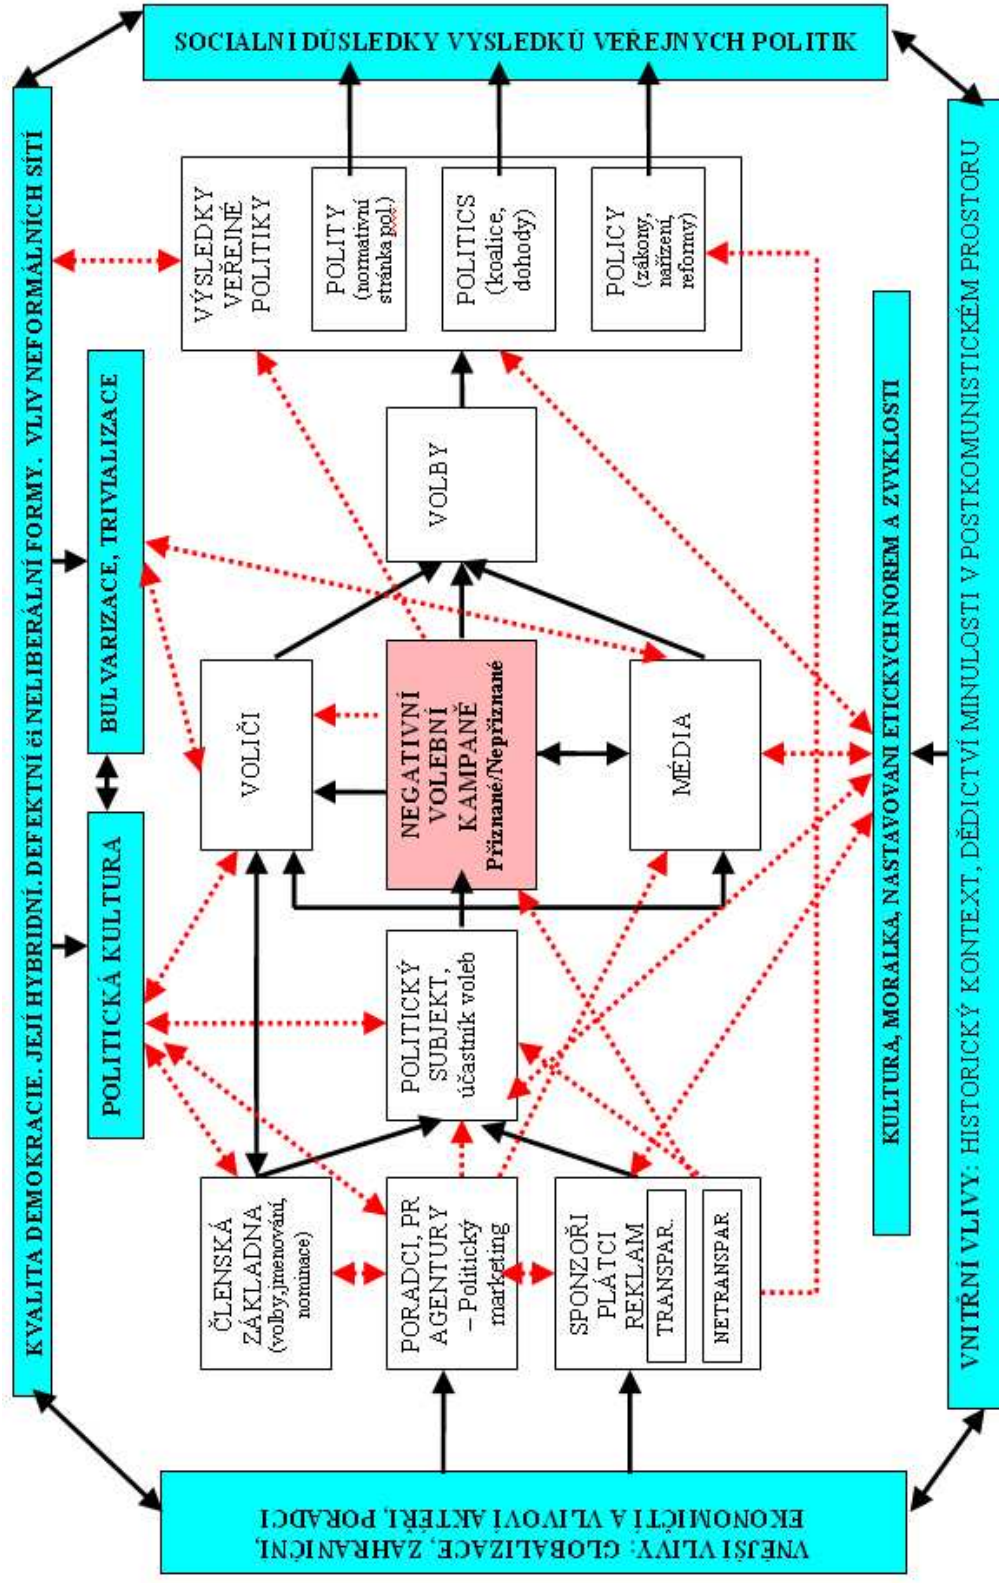 KVALITA DEMOKRACIE. JEJÍ HYBRIDNÍ. DEFEKTNÍ či NELIBERÁLNÍ FORMY. VLIV NEFORMÁLNÍCH SÍTÍ
POLITICKÁ KULTURA
BULVARIZACE, TRIVIALIZACE
VNĚJŠÍ VLIVY: GLOBALIZACE, ZAHRANIČNÍ,
EKONOMIČTÍ A VLIVOVÍ AKTÉŘI, PORADCI
ČLENSKÁ
ZÁKLADNA
(volby,jmenování,
nominace)
PORADCI, PR
AGENTURY
– Politický
marketing
SPONZOŘI
PLÁTCI
REKLAM
TRANSPAR.
NETRANSPAR
POLITICKÝ
SUBJEKT,
účastník voleb
VOLIČI
NEGATIVNÍ
VOLEBNÍ
KAMPANĚ
Přiznané/Nepřiznané
MÉDIA
VOLBY
VÝSLEDKY
VEŘEJNÉ
POLITIKY
POLITY
(normativní
stránka pol.)
POLITICS
(koalice,
dohody)
POLICY
(zákony,
nařízení,
reformy)
SOCIALNI DŮSLEDKY VÝSLEDKŮ VEŘEJNÝCH POLITIK
KULTURA, MORALKA, NASTAVOVANI ETICKYCH NOREM A ZVYKLOSTI
VNITŘNÍ VLIVY: HISTORICKÝ KONTEXT, DĚDICTVÍ MINULOSTI V POSTKOMUNISTICKÉM PROSTORU